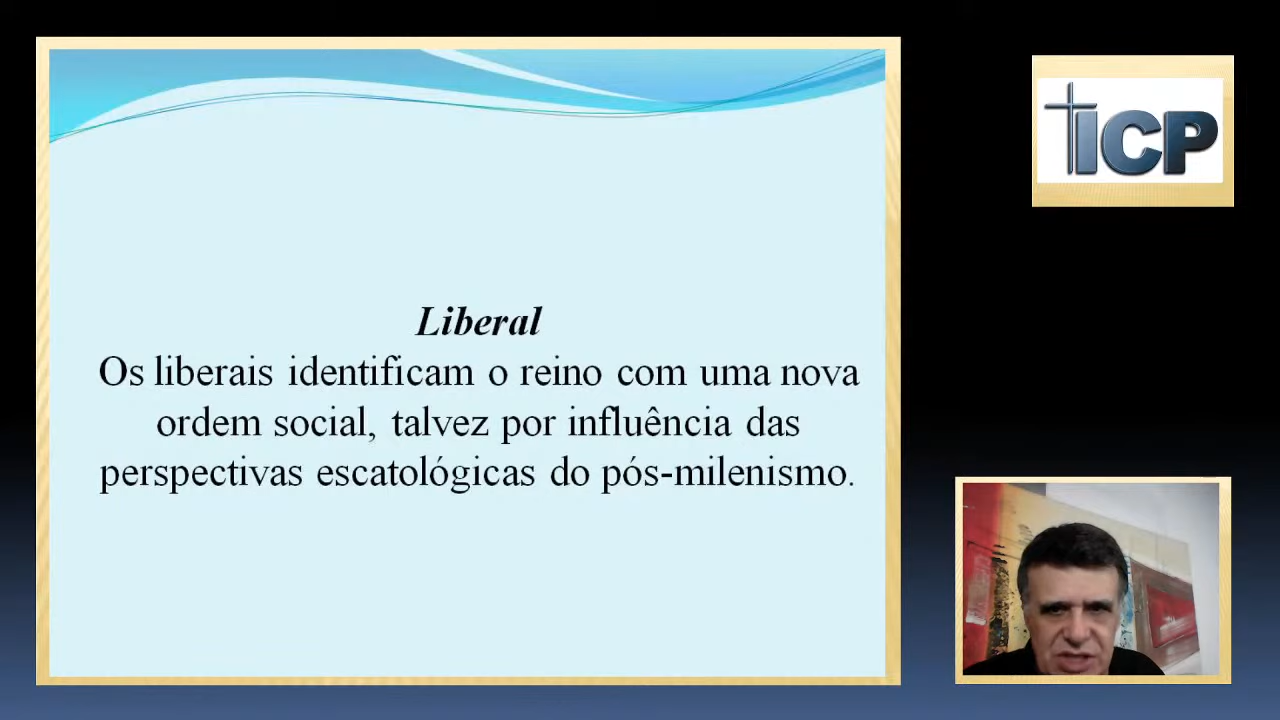 Liberal
Os liberais identificam o reino com uma nova
ordem social, talvez por influência das
perspectivas escatológicas do pós-milenismo.
ICP